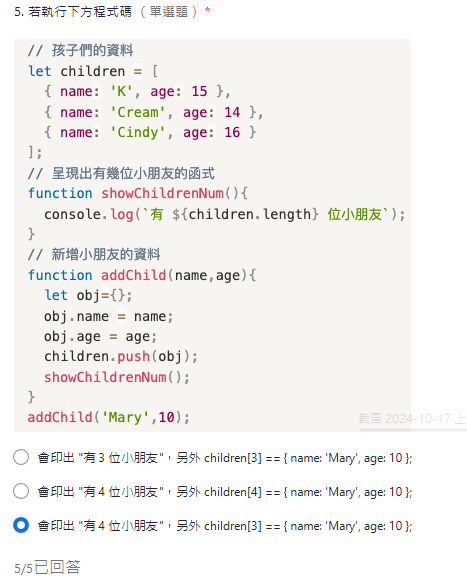 5. 若執行下方程式碼 （ 單選題 ） *
// 孩子們的資料
let children = [
  { name: 'K', age: 15 },
  { name: 'Cream', age: 14 },
  { name: 'Cindy', age: 16 }
];
// 呈現出有幾位小朋友的函式
function showChildrenNum(){
  console.log(`有 ${children.length} 位小朋友`);
}
// 新增小朋友的資料
function addChild(name,age){
  let obj={};
  obj.name = name;
  obj.age = age;
  children.push(obj);
  showChildrenNum();
}
addChild('Mary',10);
截圖 2024-10-17 上
會印出 "有 3 位小朋友"，另外 children[3] == { name: 'Mary', age: 10 };
會印出 "有 4 位小朋友"，另外 children[4] == { name: 'Mary', age: 10 };
會印出 "有 4 位小朋友"，另外 children[3] == { name: 'Mary', age: 10 };
5/5已回答